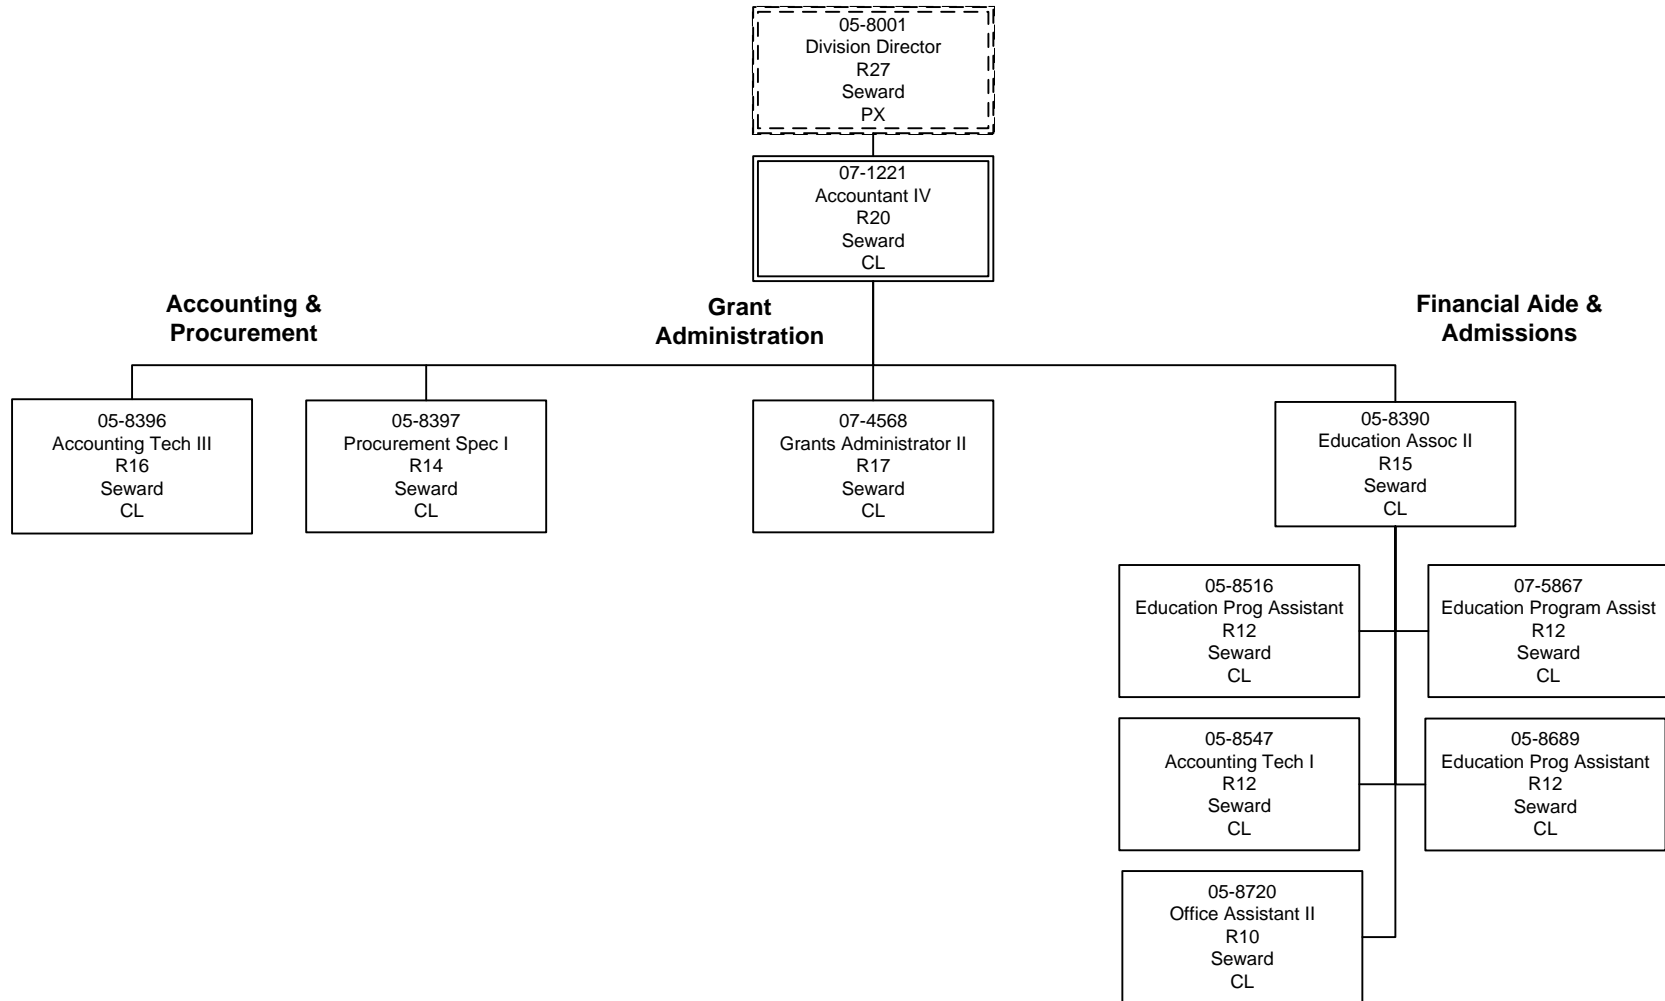 05-8001
Division Director
R27
Seward
PX
07-1221
Accountant IV
R20
Seward
CL
Accounting &
Procurement
Grant
Administration
Financial Aide &
Admissions
05-8396
Accounting Tech III
R16
Seward
CL
05-8397
Procurement Spec I
R14
Seward
CL
07-4568
Grants Administrator II
R17
Seward
CL
05-8390
Education Assoc II
R15
Seward
CL
05-8516
Education Prog Assistant
R12
Seward
CL
07-5867
Education Program Assist
R12
Seward
CL
05-8547
Accounting Tech I
R12
Seward
CL
05-8689
Education Prog Assistant
R12
Seward
CL
05-8720
Office Assistant II
R10
Seward
CL